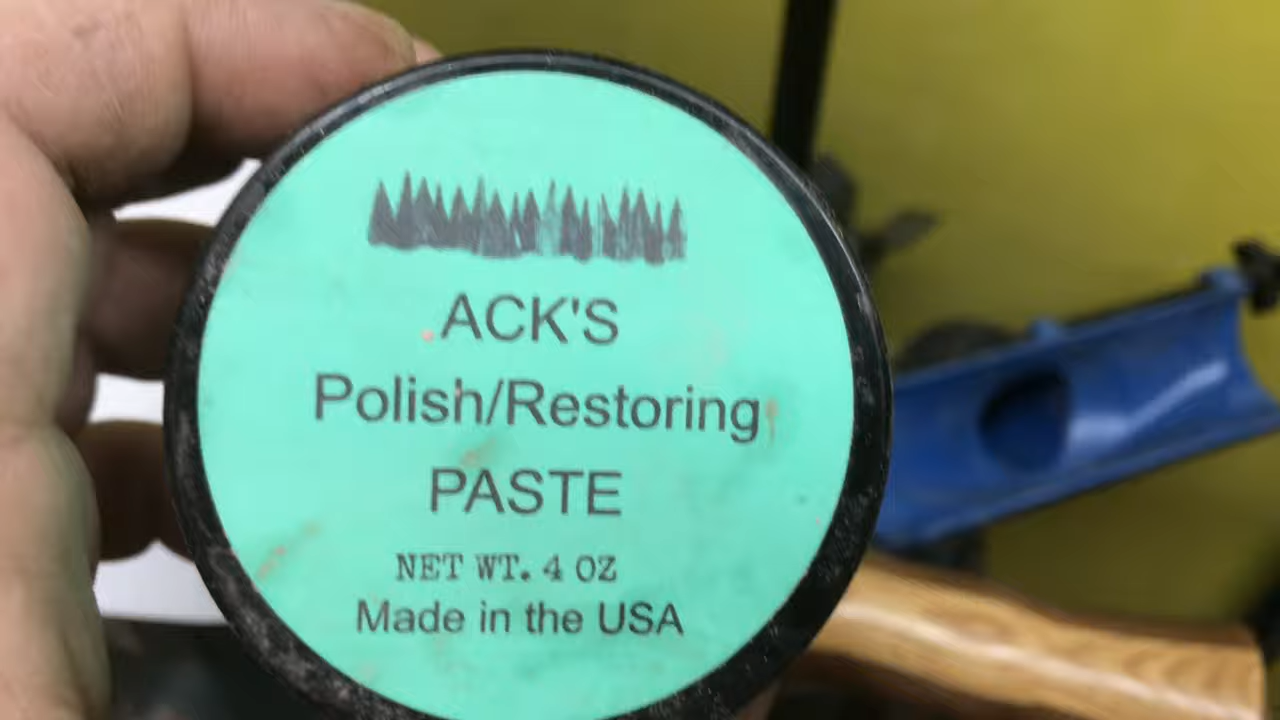 ACK'S
Polish/Restoring
PASTE
NET WT. 4 OZ
Made in the USA